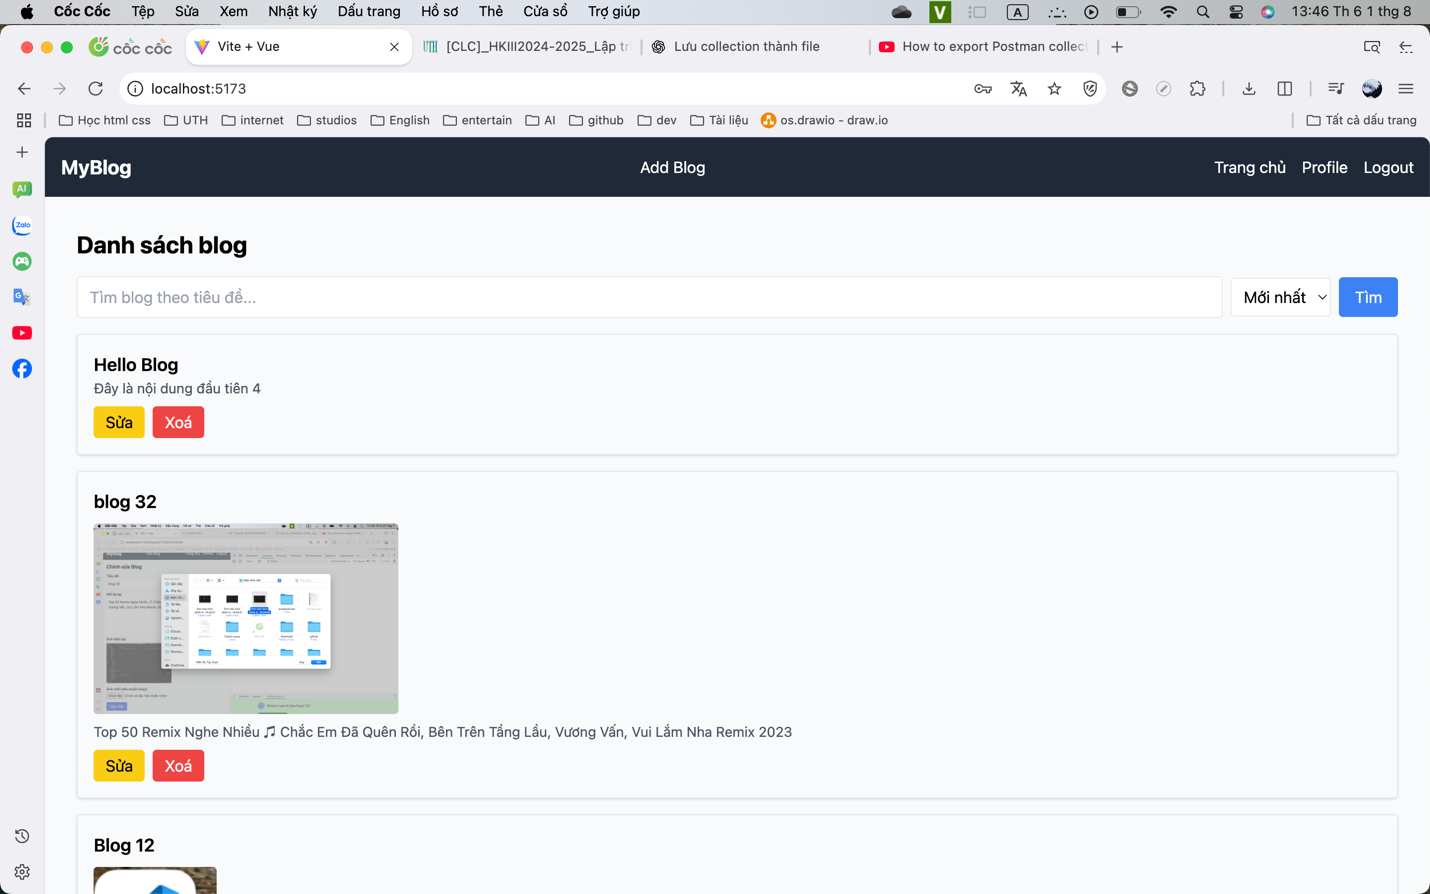 Cốc Cốc Tệp Sửa Xem Nhật ký Dấu trang Hồ sơ Thẻ Cửa sổ Trợ giúp V A 13:46 Th 6 1 thg 8
cốc cốc Vite + Vue [CLC]_HKIII2024-2025_Lập tr Lưu collection thành file How to export Postman collec
localhost:5173
Học html css UTH internet studios English entertain AI github dev Tài liệu os.drawio - draw.io Tất cả dấu trang
MyBlog Add Blog Trang chủ Profile Logout
AI
Zalo
Danh sách blog
Tìm blog theo tiêu đề... Mới nhất Tìm
Hello Blog
Đây là nội dung đầu tiên 4
Sửa Xoá
blog 32
Top 50 Remix Nghe Nhiều 🎵 Chắc Em Đã Quên Rồi, Bên Trên Tầng Lầu, Vương Vấn, Vui Lắm Nha Remix 2023
Sửa Xoá
Blog 12